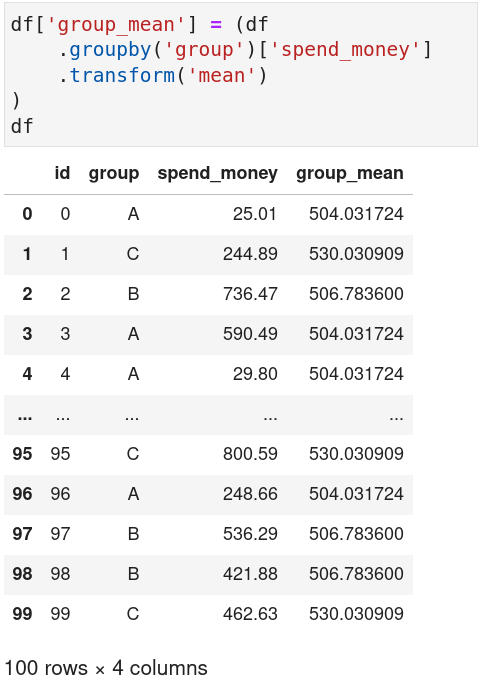 df['group_mean'] = (df
    .groupby('group')['spend_money']
    .transform('mean')
)
df
id group spend_money group_mean
0 0 A 25.01 504.031724
1 1 C 244.89 530.030909
2 2 B 736.47 506.783600
3 3 A 590.49 504.031724
4 4 A 29.80 504.031724
... ... ... ... ...
95 95 C 800.59 530.030909
96 96 A 248.66 504.031724
97 97 B 536.29 506.783600
98 98 B 421.88 506.783600
99 99 C 462.63 530.030909
100 rows × 4 columns